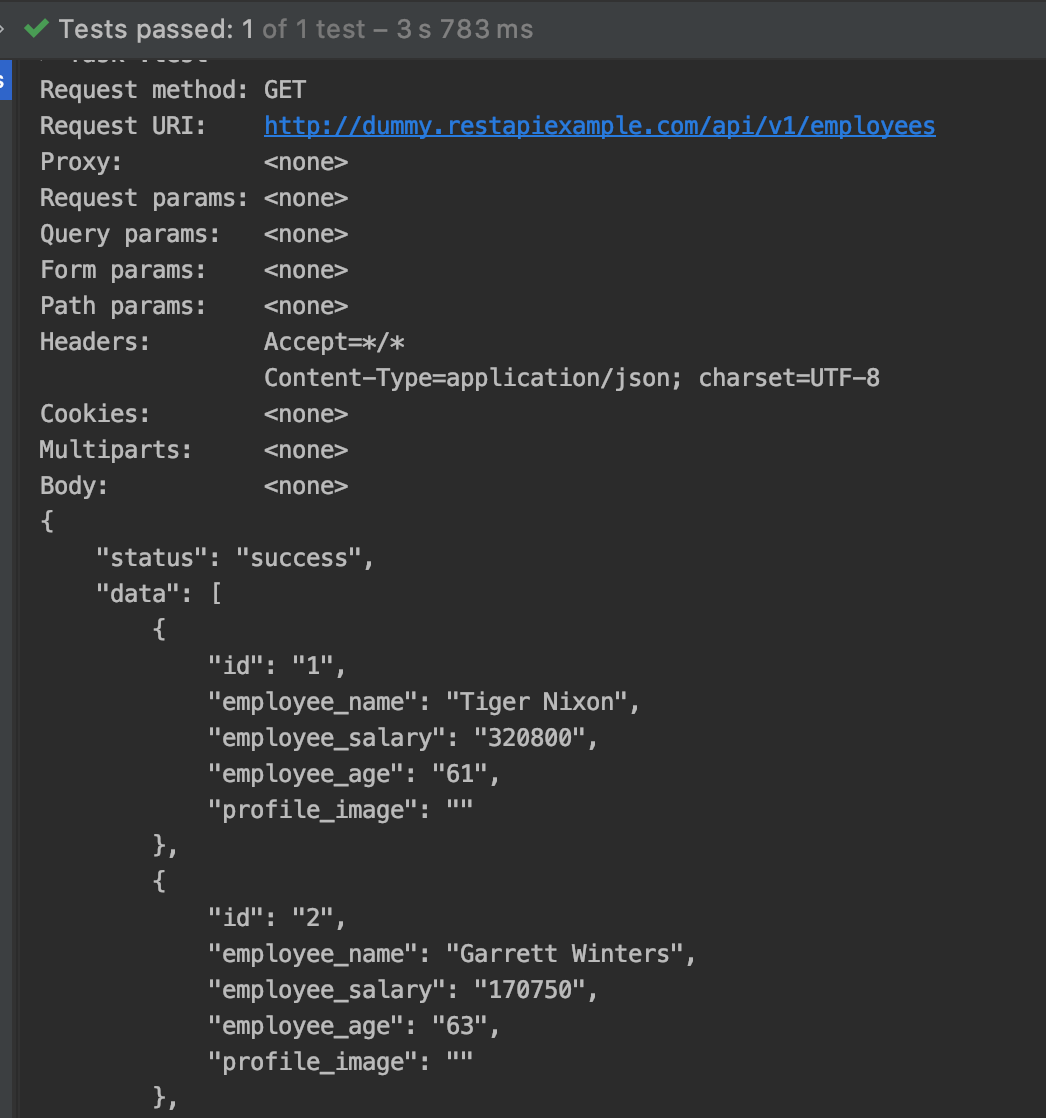 Tests passed: 1 of 1 test – 3 s 783 ms
Request method: GET
Request URI: http://dummy.restapiexample.com/api/v1/employees
Proxy: <none>
Request params: <none>
Query params: <none>
Form params: <none>
Path params: <none>
Headers: Accept=*/*
Content-Type=application/json; charset=UTF-8
Cookies: <none>
Multiparts: <none>
Body: <none>
{
    "status": "success",
    "data": [
        {
            "id": "1",
            "employee_name": "Tiger Nixon",
            "employee_salary": "320800",
            "employee_age": "61",
            "profile_image": ""
        },
        {
            "id": "2",
            "employee_name": "Garrett Winters",
            "employee_salary": "170750",
            "employee_age": "63",
            "profile_image": ""
        },